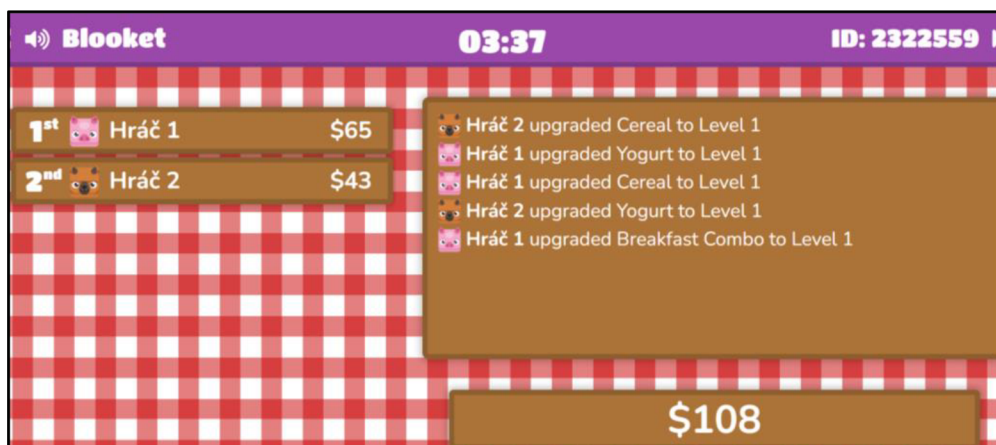 Blooket
03:37
ID: 2322559
1st Hráč 1 $65
2nd Hráč 2 $43
Hráč 2 upgraded Cereal to Level 1
Hráč 1 upgraded Yogurt to Level 1
Hráč 1 upgraded Cereal to Level 1
Hráč 2 upgraded Yogurt to Level 1
Hráč 1 upgraded Breakfast Combo to Level 1
$108